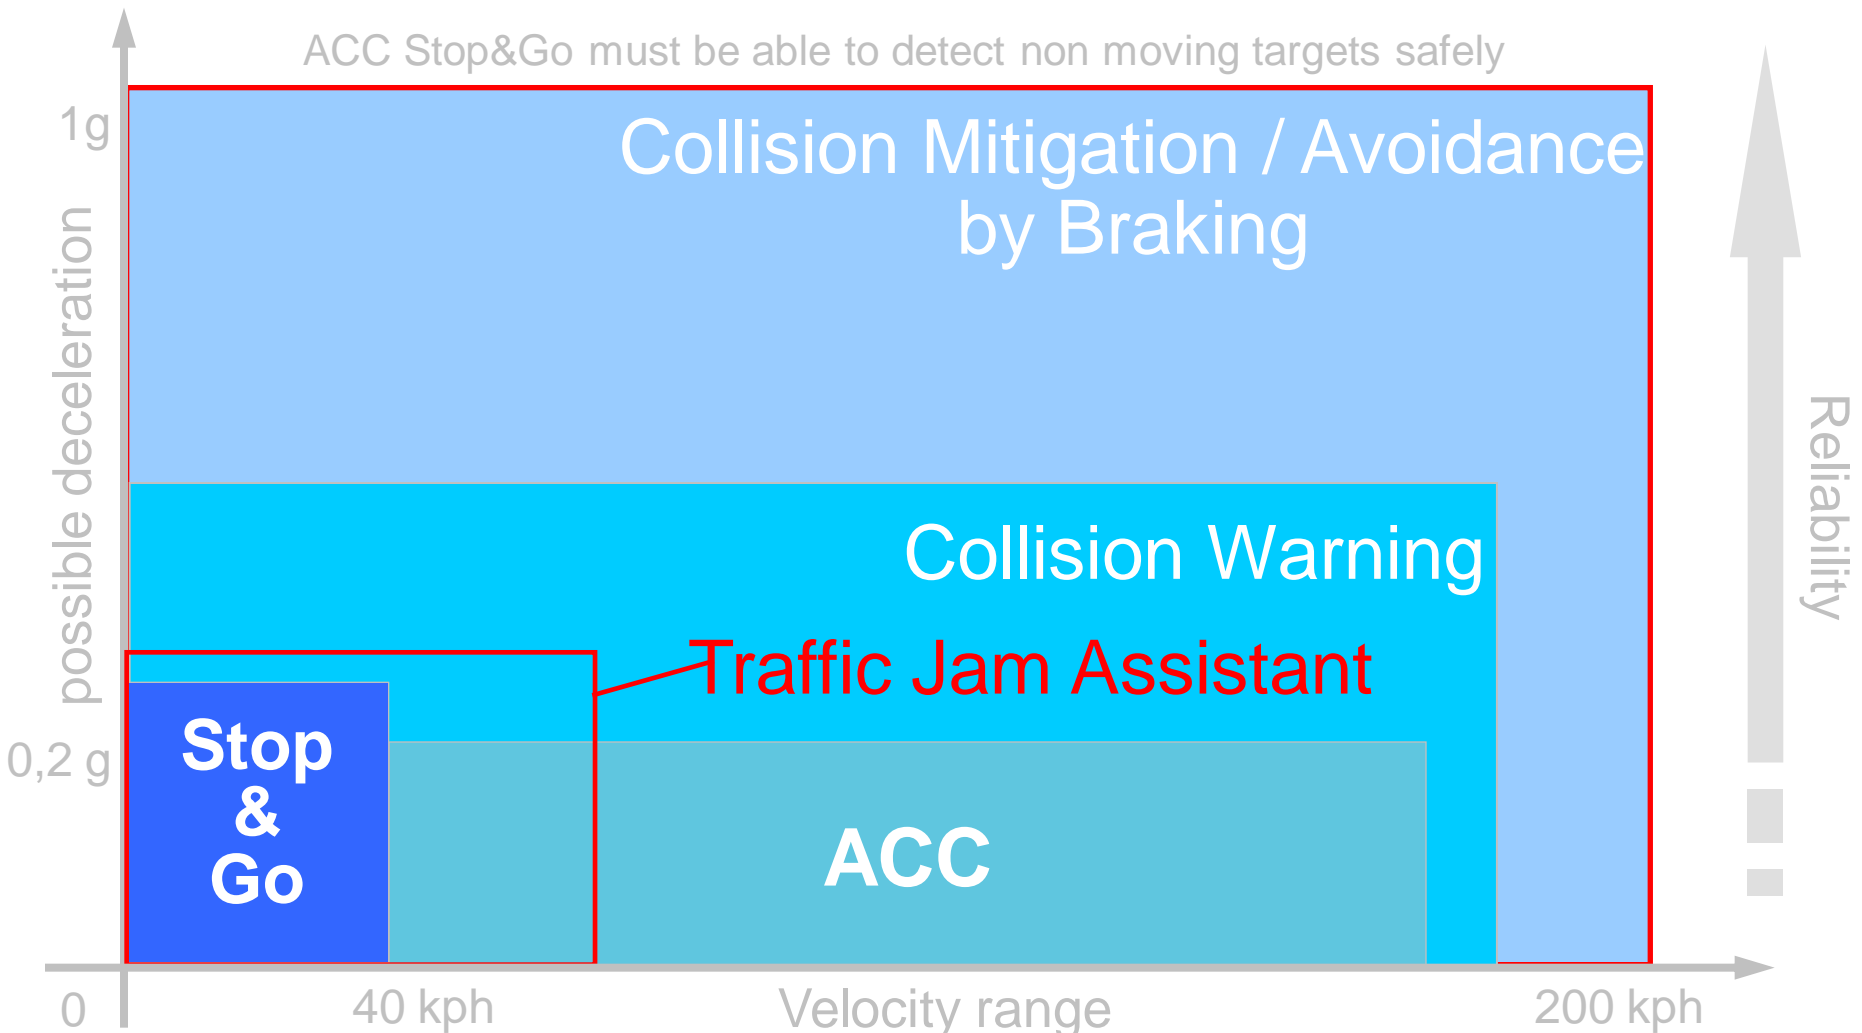 ACC Stop&Go must be able to detect non moving targets safely
1g
Collision Mitigation / Avoidance
by Braking
possible deceleration
Reliability
Collision Warning
Traffic Jam Assistant
Stop
&
Go
0,2 g
ACC
0
40 kph
Velocity range
200 kph